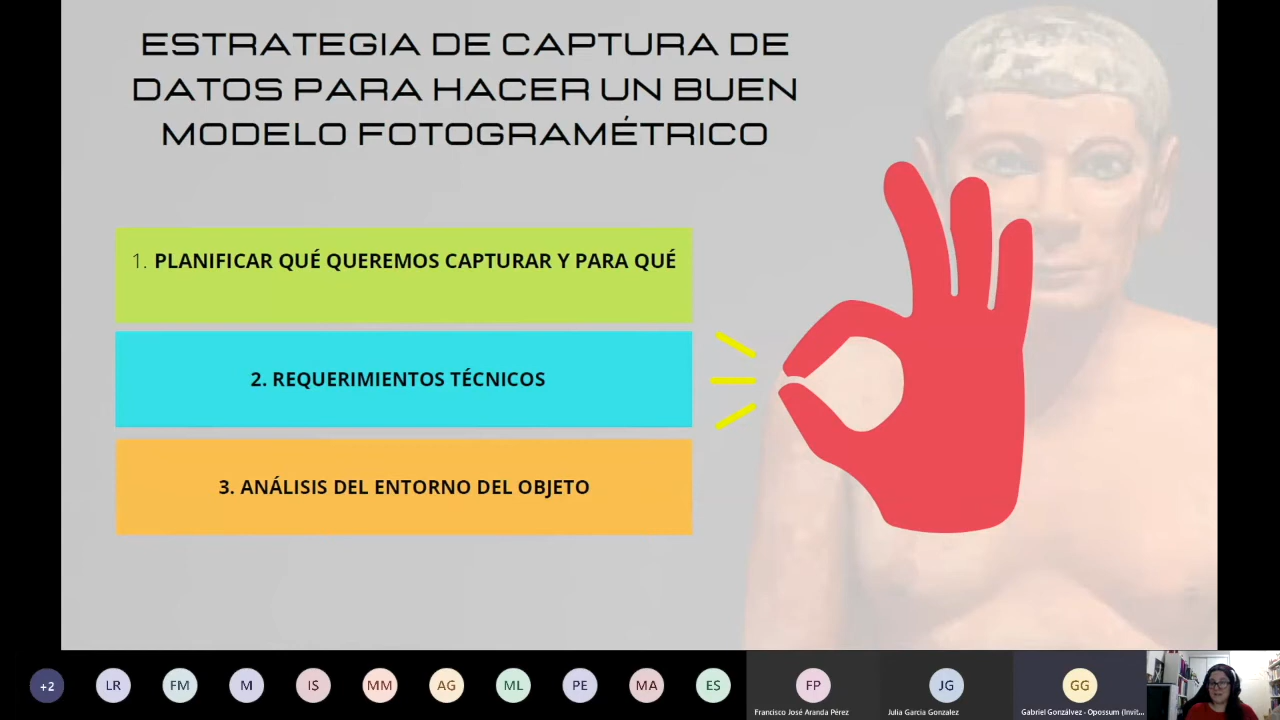 ESTRATEGIA DE CAPTURA DE
DATOS PARA HACER UN BUEN
MODELO FOTOGRAMÉTRICO
1. PLANIFICAR QUÉ QUEREMOS CAPTURAR Y PARA QUÉ
2. REQUERIMIENTOS TÉCNICOS
3. ANÁLISIS DEL ENTORNO DEL OBJETO
+2
LR
FM
M
IS
MM
AG
ML
PE
MA
ES
FP
JG
GG
Francisco José Aranda Pérez
Julia Garcia Gonzalez
Gabriel Gonzálvez - Opossum (Invit...